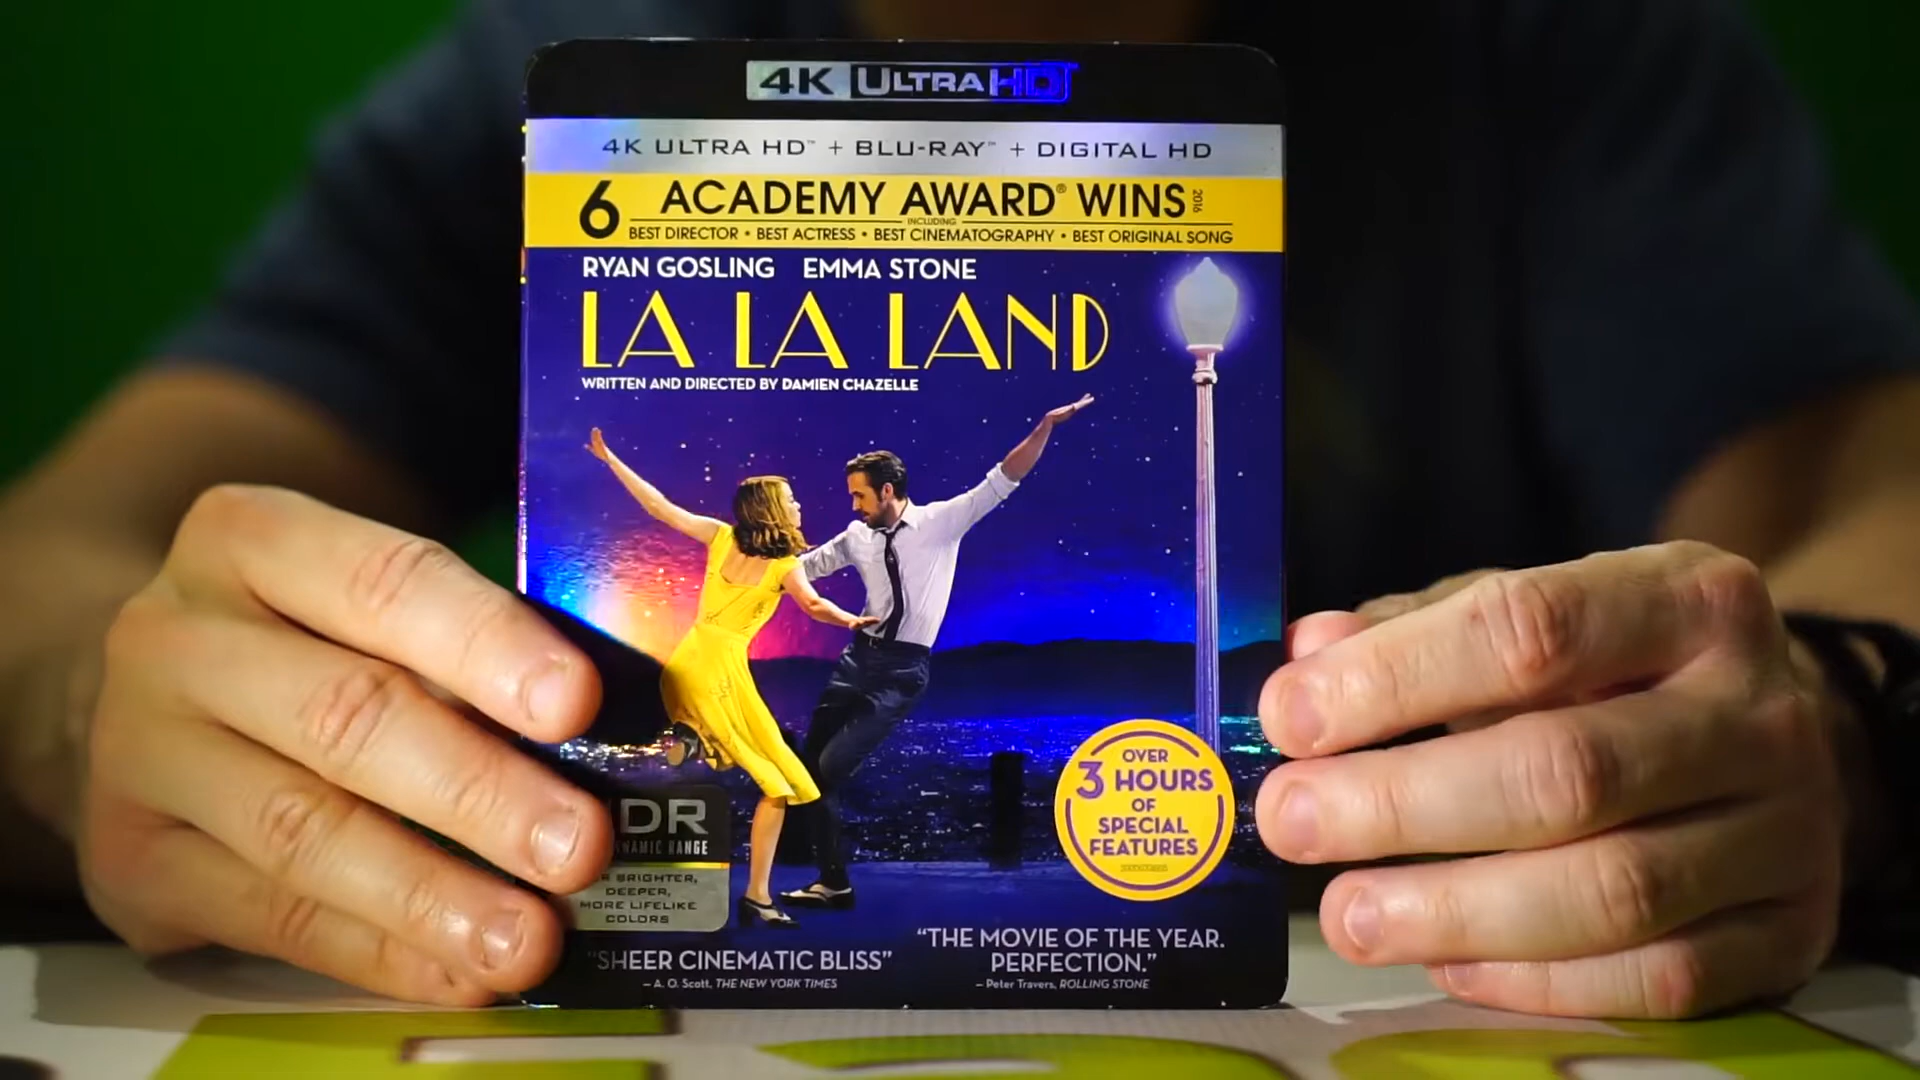 4K ULTRA HD™
4K ULTRA HD™ + BLU-RAY™ + DIGITAL HD
6 ACADEMY AWARD® WINS 2016
INCLUDING
BEST DIRECTOR • BEST ACTRESS • BEST CINEMATOGRAPHY • BEST ORIGINAL SONG
RYAN GOSLING EMMA STONE
LA LA LAND
WRITTEN AND DIRECTED BY DAMIEN CHAZELLE
OVER
3 HOURS
OF
SPECIAL
FEATURES
DR
NAMIC RANGE
R BRIGHTER,
DEEPER,
MORE LIFELIKE
COLORS
"SHEER CINEMATIC BLISS"
– A. O. Scott, THE NEW YORK TIMES
"THE MOVIE OF THE YEAR.
PERFECTION."
– Peter Travers, ROLLING STONE